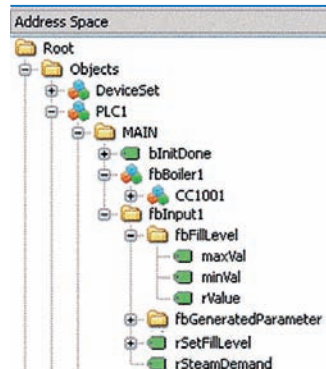 Address Space
Root
Objects
DeviceSet
PLC1
MAIN
bInitDone
fbBoiler1
CC1001
fbInput1
fbFillLevel
maxVal
minVal
rValue
fbGeneratedParameter
rSetFillLevel
rSteamDemand